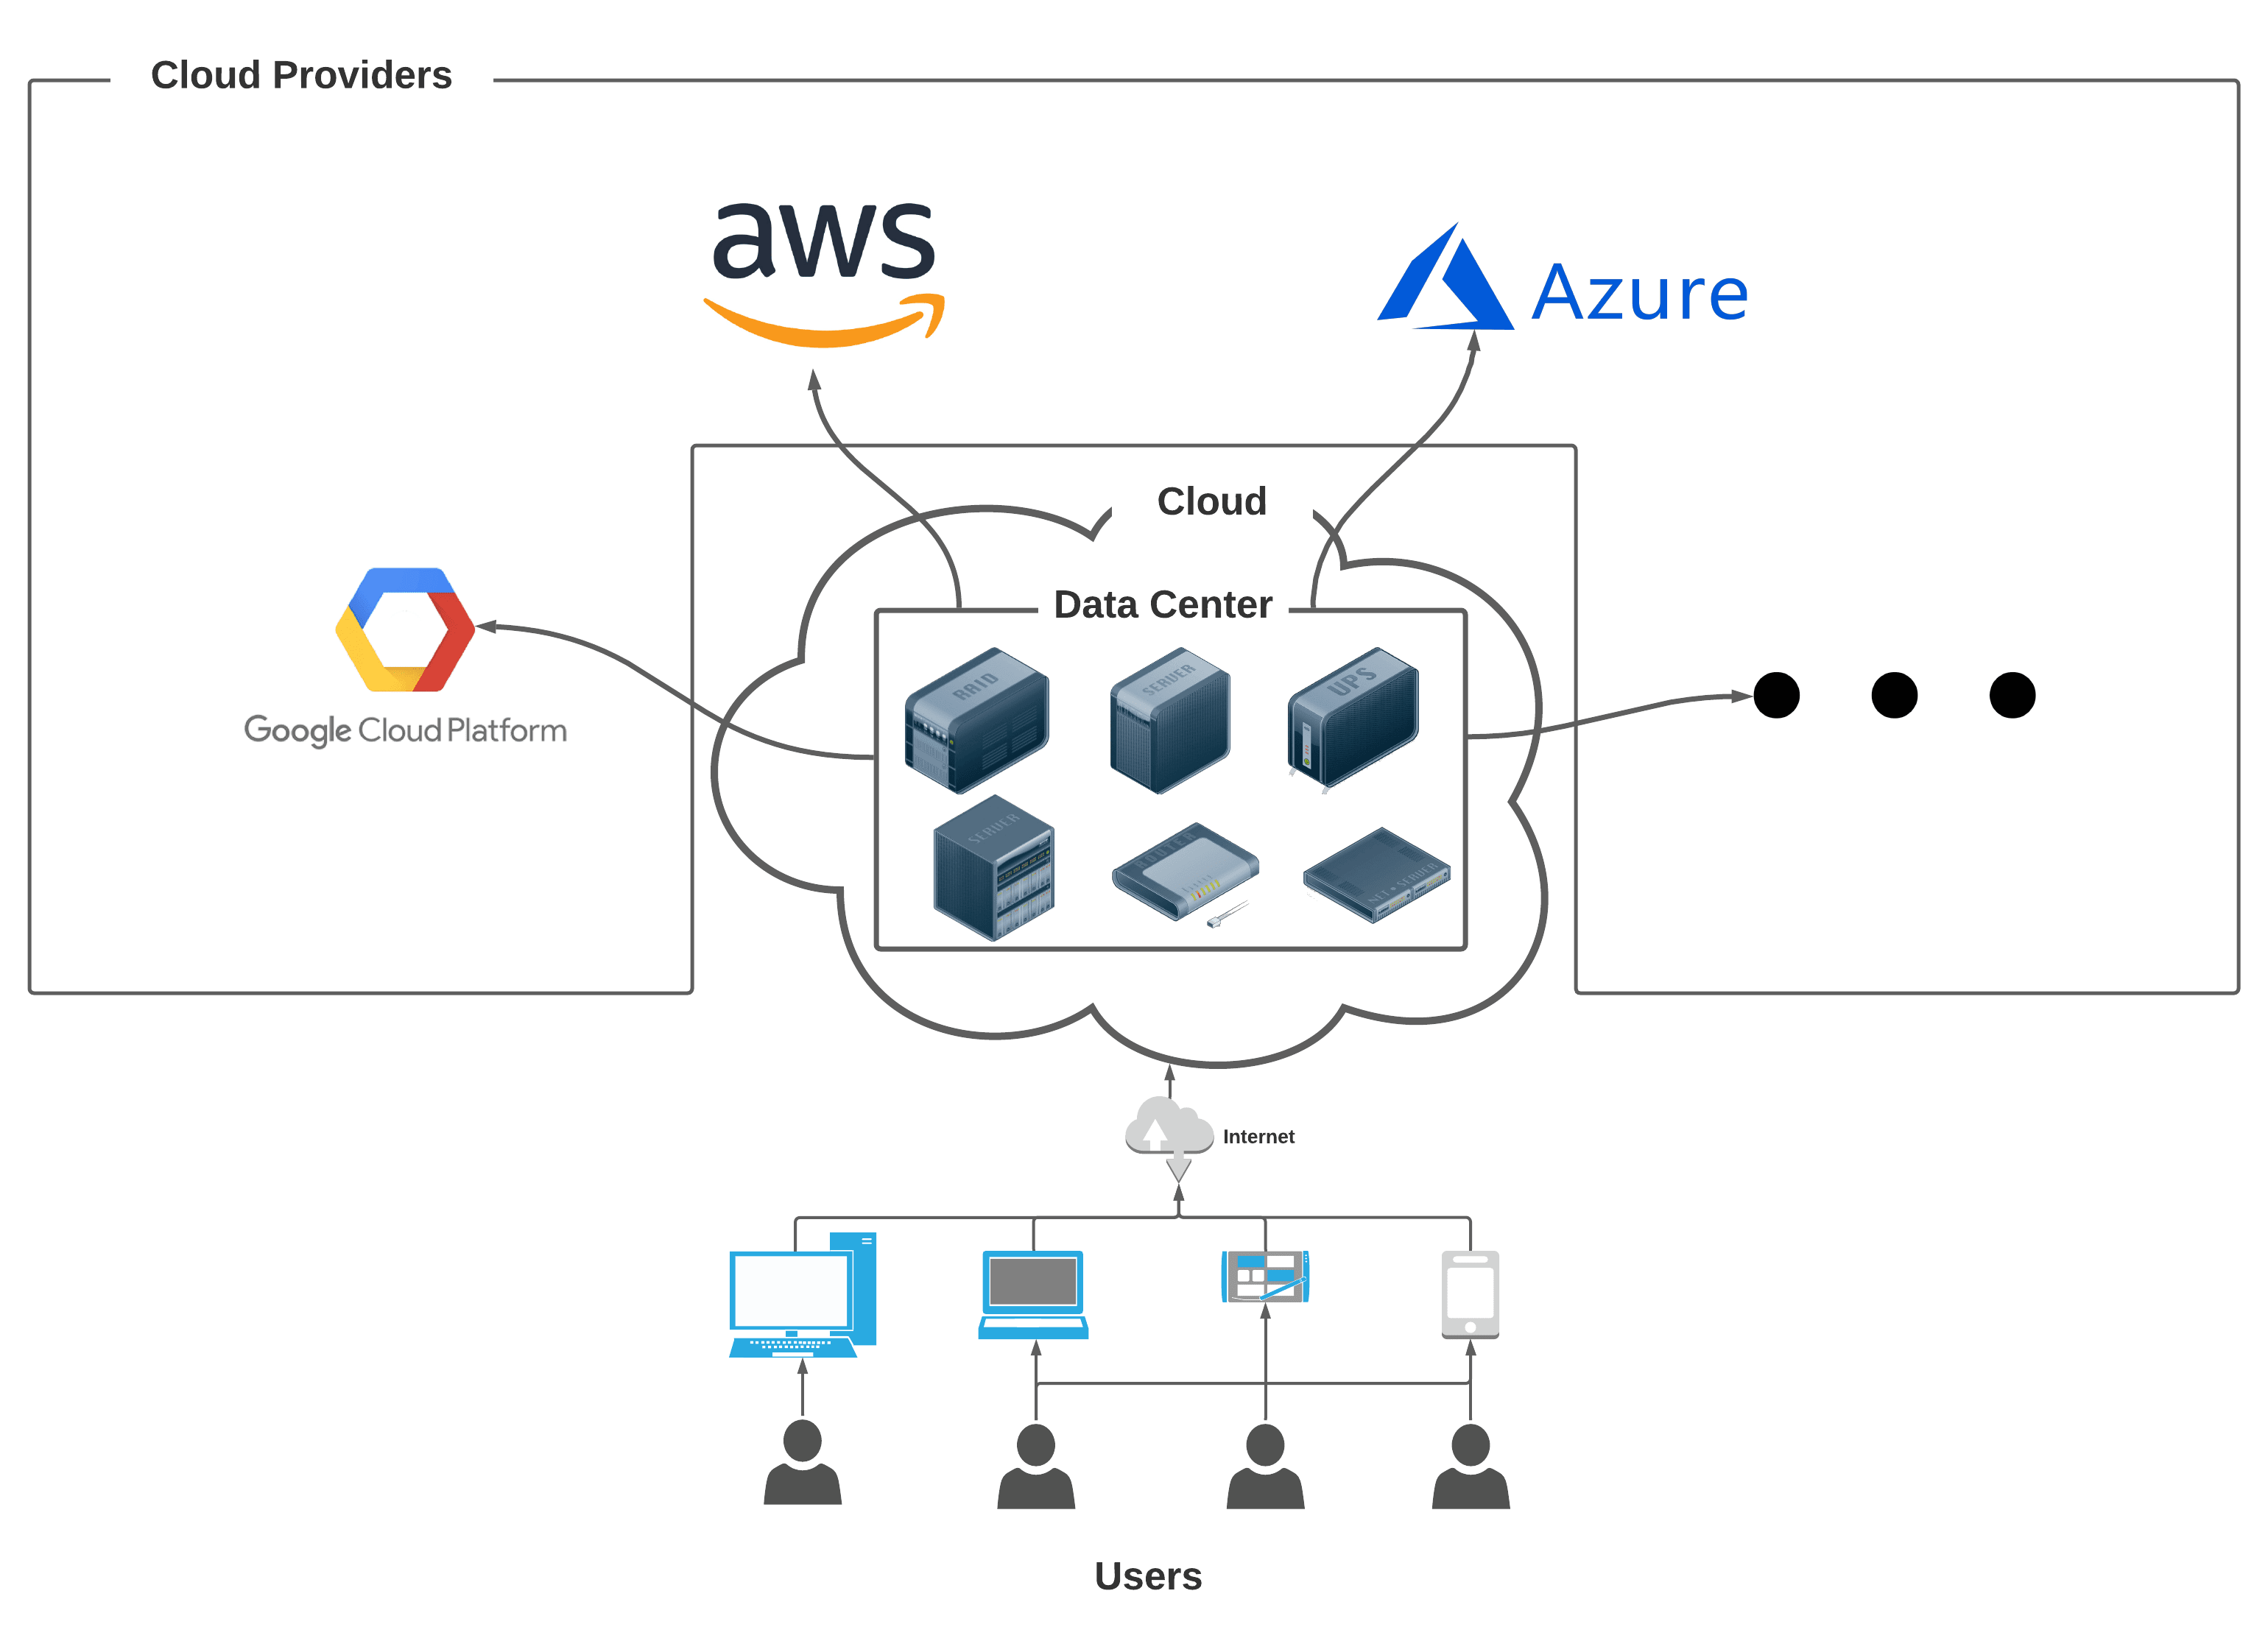 Cloud Providers
aws
Azure
Cloud
Data Center
RAID
SERVER
UPS
Google Cloud Platform
SERVER
ROUTER
NET • SERVER
Internet
Users